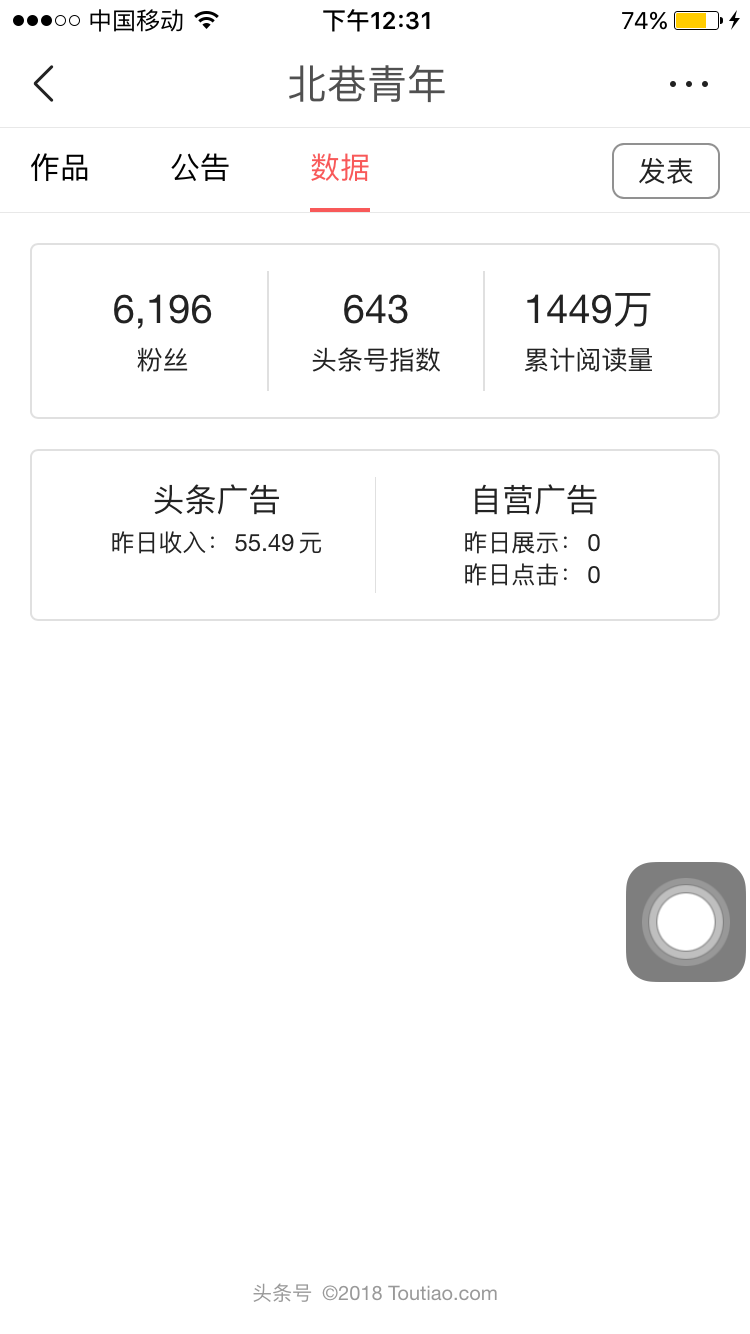 中国移动 下午12:31 74%
北巷青年
作品 公告 数据 发表
6,196 643 1449万
粉丝 头条号指数 累计阅读量
头条广告 自营广告
昨日收入： 55.49元 昨日展示： 0
昨日点击： 0
头条号 ©2018 Toutiao.com